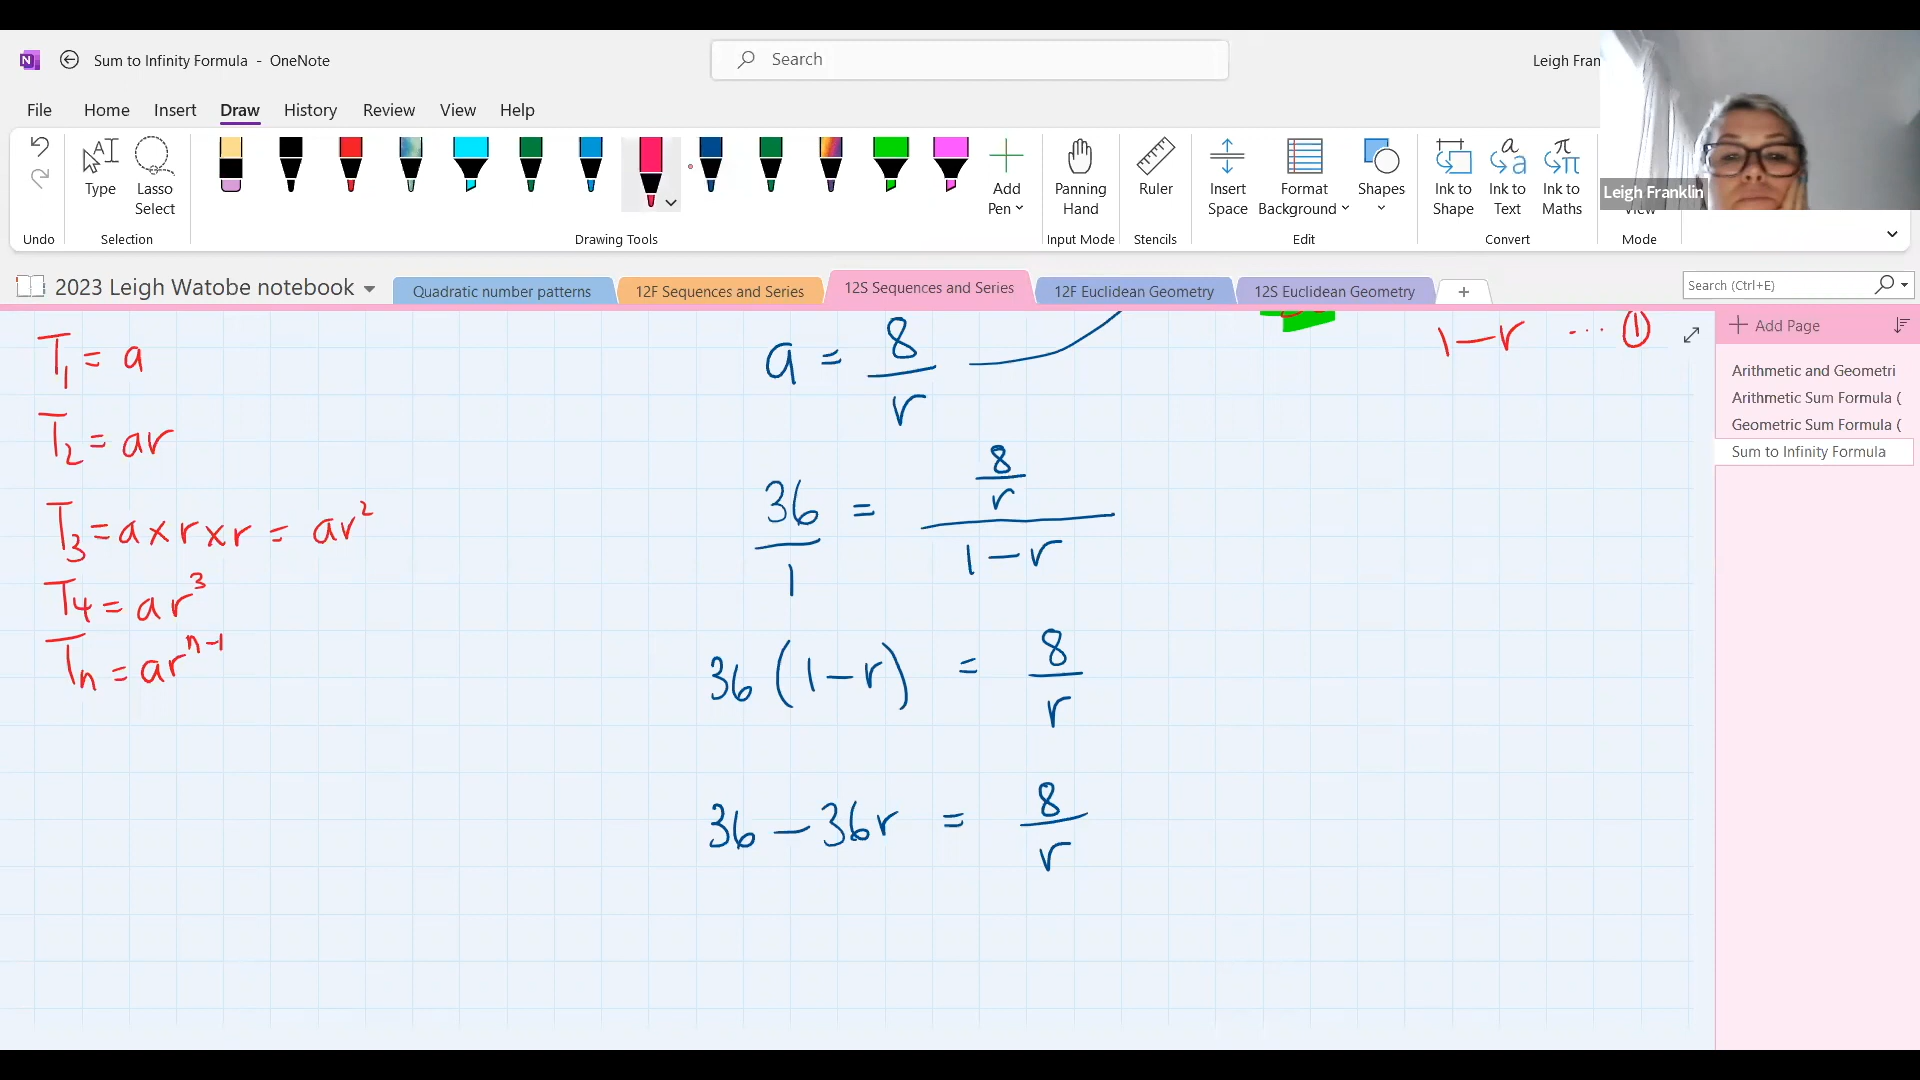 Sum to Infinity Formula - OneNote
Search
Leigh Fran
File Home Insert Draw History Review View Help
Type
Lasso Select
Add Pen
Panning Hand
Ruler
Insert Space
Format Background
Shapes
Ink to Shape
Ink to Text
Ink to Maths
View
Leigh Franklin
Undo Selection Drawing Tools Input Mode Stencils Edit Convert Mode
2023 Leigh Watobe notebook
Quadratic number patterns
12F Sequences and Series
12S Sequences and Series
12F Euclidean Geometry
12S Euclidean Geometry
+
Search (Ctrl+E)
Add Page
Arithmetic and Geometri
Arithmetic Sum Formula (
Geometric Sum Formula (
Sum to Infinity Formula
T₁ = a
T₂ = ar
T₃ = a × r × r = ar²
T₄ = ar³
Tₙ = arⁿ⁻¹
a = 8/r
1 − r ... ①
36/1 = (8/r)/(1 − r)
36 (1 − r) = 8/r
36 − 36r = 8/r